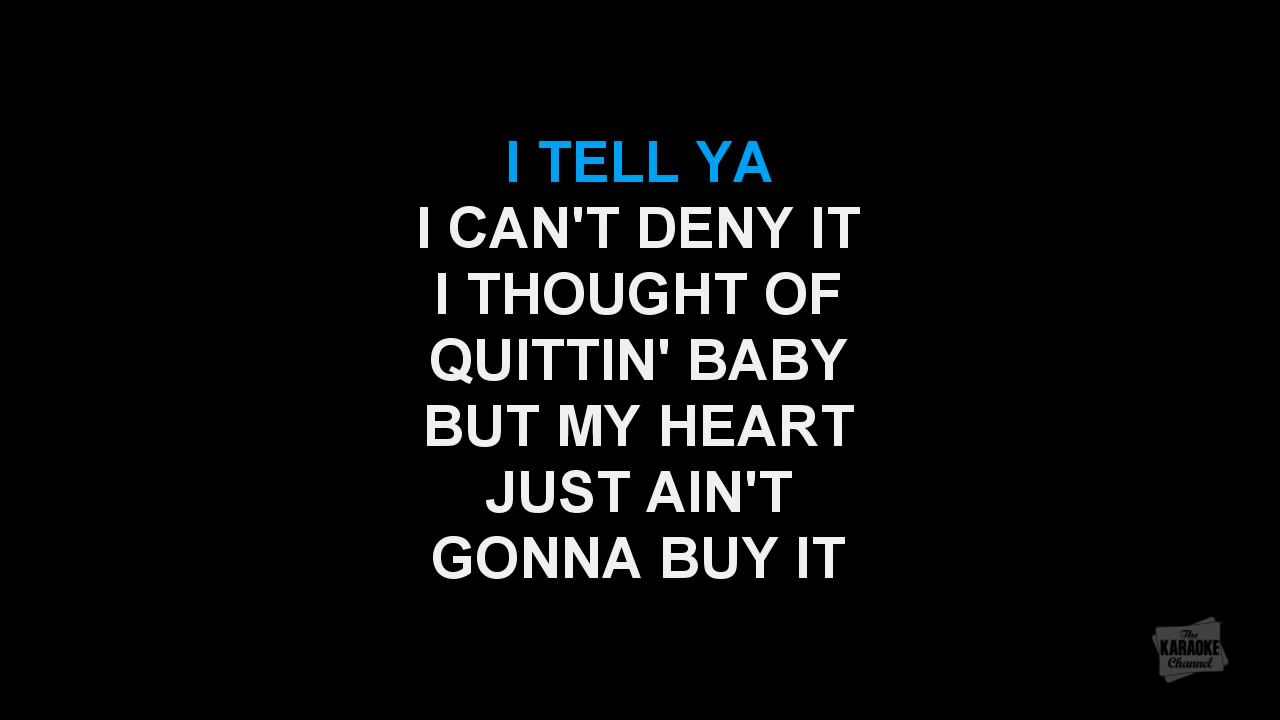 I TELL YA
I CAN'T DENY IT
I THOUGHT OF
QUITTIN' BABY
BUT MY HEART
JUST AIN'T
GONNA BUY IT
The
KARAOKE
Channel